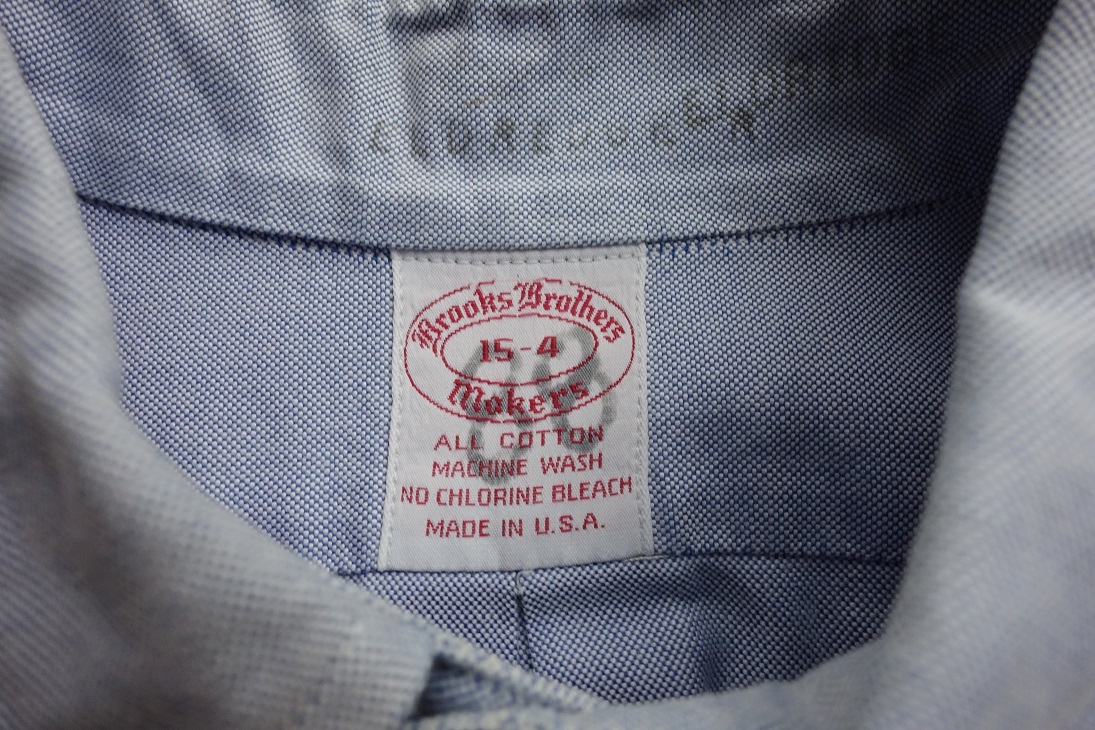 Brooks Brothers
15-4
Makers
ALL COTTON
MACHINE WASH
NO CHLORINE BLEACH
MADE IN U.S.A.